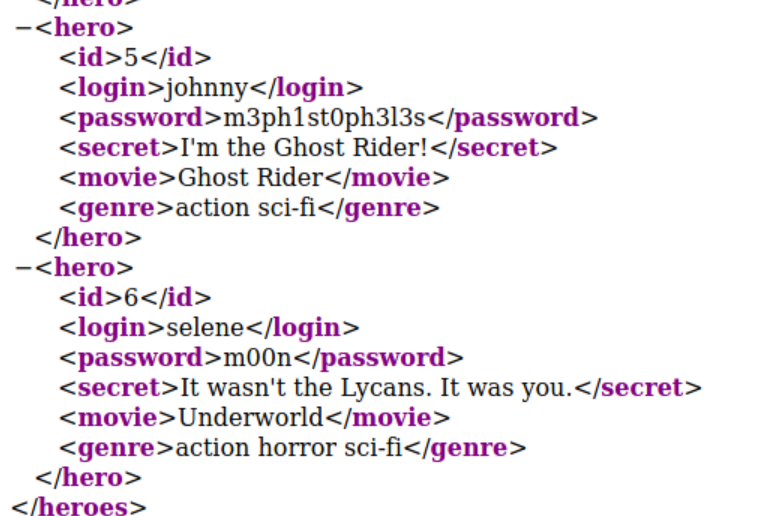 </hero>
−<hero>
<id>5</id>
<login>johnny</login>
<password>m3ph1st0ph3l3s</password>
<secret>I'm the Ghost Rider!</secret>
<movie>Ghost Rider</movie>
<genre>action sci-fi</genre>
</hero>
−<hero>
<id>6</id>
<login>selene</login>
<password>m00n</password>
<secret>It wasn't the Lycans. It was you.</secret>
<movie>Underworld</movie>
<genre>action horror sci-fi</genre>
</hero>
</heroes>